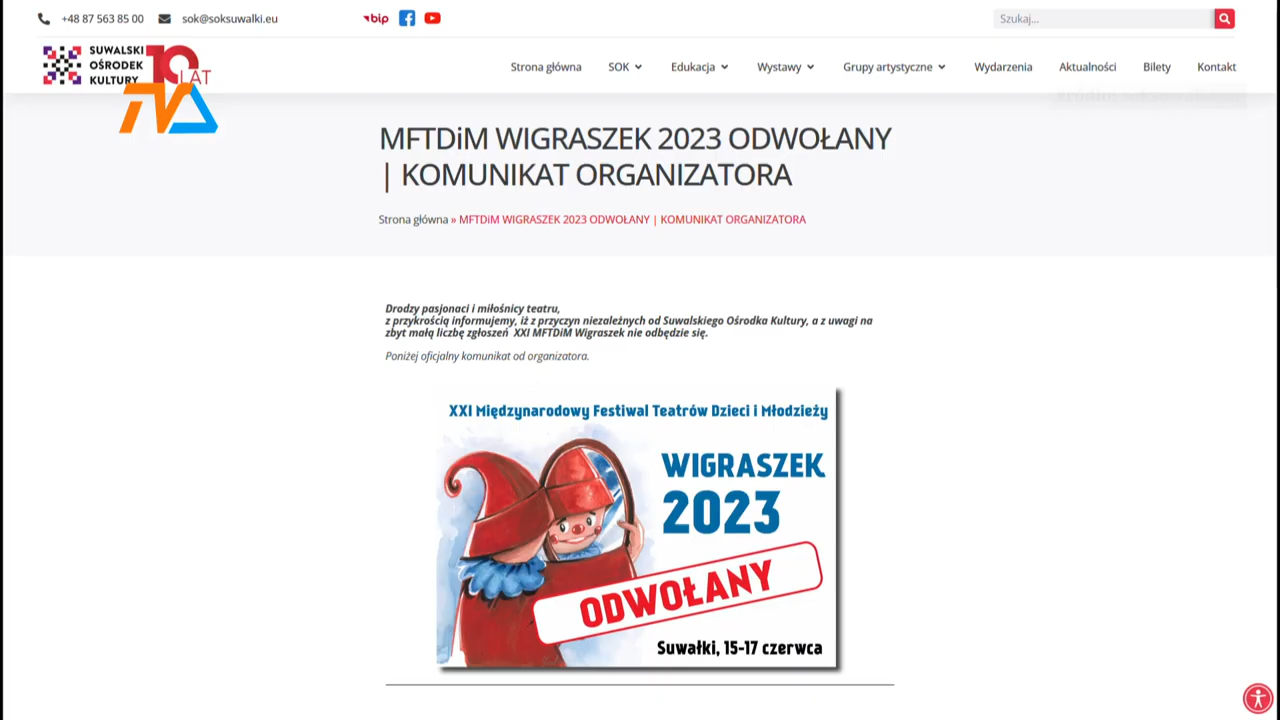 +48 87 563 85 00
sok@soksuwalki.eu
bip
Szukaj...
SUWALSKI
OŚRODEK
KULTURY
10 LAT
Strona główna
SOK
Edukacja
Wystawy
Grupy artystyczne
Wydarzenia
Aktualności
Bilety
Kontakt
MFTDiM WIGRASZEK 2023 ODWOŁANY
| KOMUNIKAT ORGANIZATORA
Strona główna » MFTDiM WIGRASZEK 2023 ODWOŁANY | KOMUNIKAT ORGANIZATORA
Drodzy pasjonaci i miłośnicy teatru,
z przykrością informujemy, iż z przyczyn niezależnych od Suwalskiego Ośrodka Kultury, a z uwagi na
zbyt małą liczbę zgłoszeń XXI MFTDiM Wigraszek nie odbędzie się.
Poniżej oficjalny komunikat od organizatora.
XXI Międzynarodowy Festiwal Teatrów Dzieci i Młodzieży
WIGRASZEK
2023
ODWOŁANY
Suwałki, 15-17 czerwca